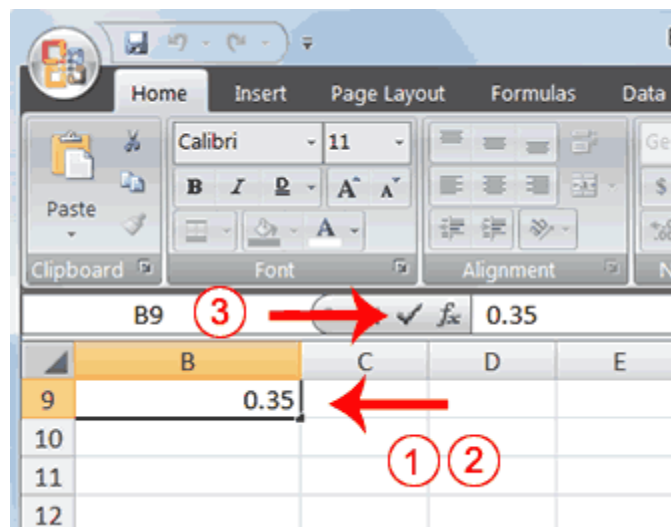 Home Insert Page Layout Formulas Data
Calibri 11
B I D A A
A
Paste
Clipboard Font Alignment
B9 3 fx 0.35
B C D E
9 0.35
10
1 2
11
12